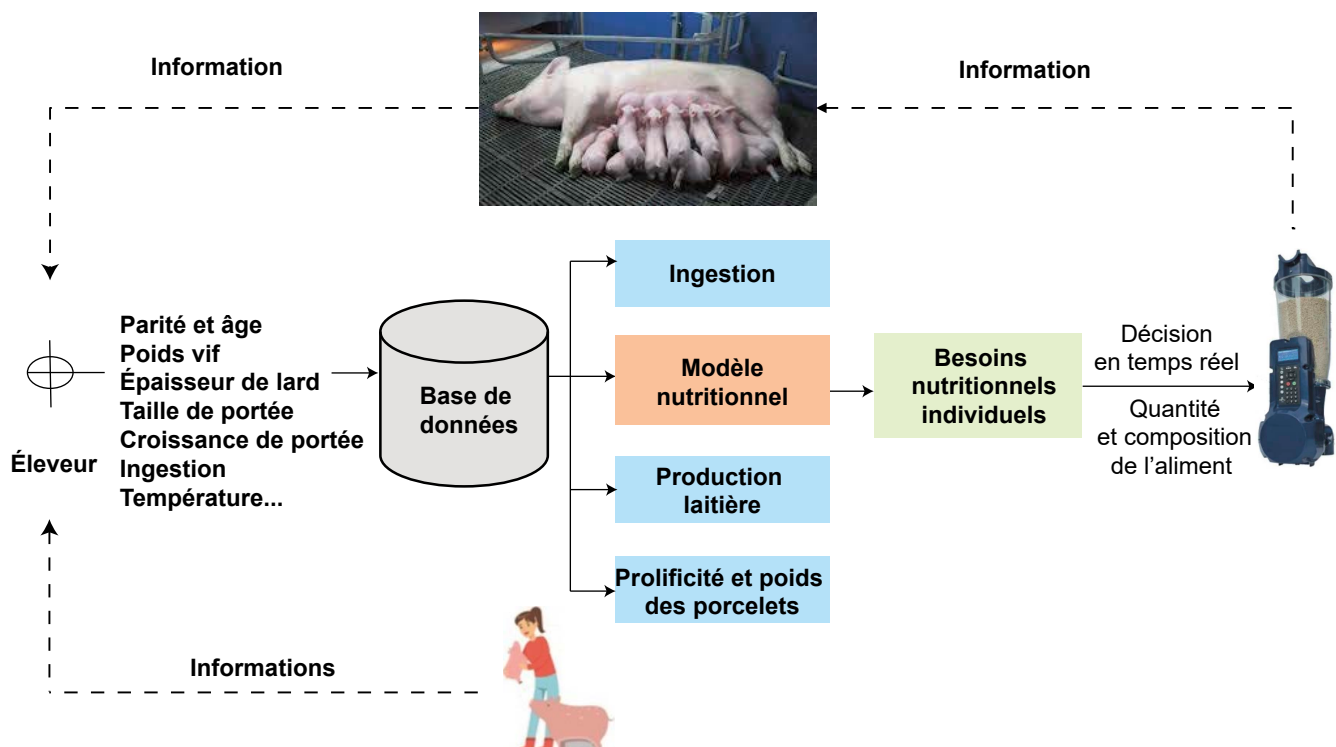 Information
Information
Parité et âge
Poids vif
Épaisseur de lard
Taille de portée
Croissance de portée
Ingestion
Température...
Éleveur
Base de
données
Ingestion
Modèle
nutritionnel
Production
laitière
Prolificité et poids
des porcelets
Besoins
nutritionnels
individuels
Décision
en temps réel
Quantité
et composition
de l’aliment
Informations